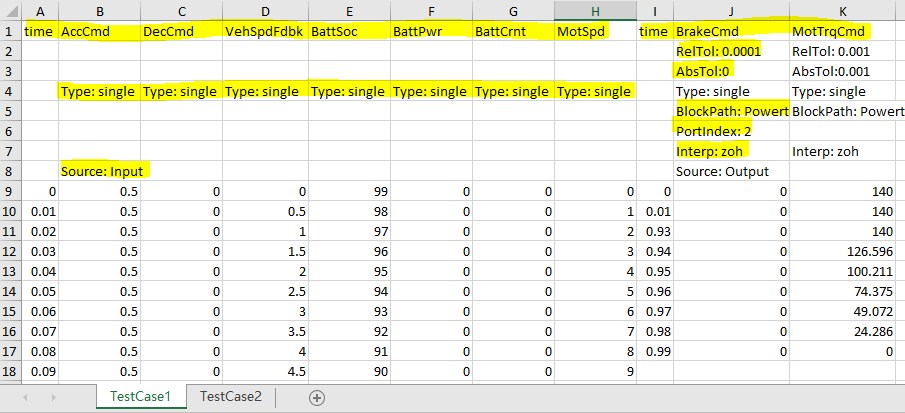 A B C D E F G H I J K
1 time AccCmd DecCmd VehSpdFdbk BattSoc BattPwr BattCrnt MotSpd time BrakeCmd MotTrqCmd
2 RelTol: 0.0001 RelTol: 0.001
3 AbsTol:0 AbsTol:0.001
4 Type: single Type: single Type: single Type: single Type: single Type: single Type: single Type: single Type: single
5 BlockPath: Powert BlockPath: Powert
6 PortIndex: 2
7 Interp: zoh Interp: zoh
8 Source: Input Source: Output
9 0 0.5 0 0 99 0 0 0 0 0 140
10 0.01 0.5 0 0.5 98 0 0 1 0.01 0 140
11 0.02 0.5 0 1 97 0 0 2 0.93 0 140
12 0.03 0.5 0 1.5 96 0 0 3 0.94 0 126.596
13 0.04 0.5 0 2 95 0 0 4 0.95 0 100.211
14 0.05 0.5 0 2.5 94 0 0 5 0.96 0 74.375
15 0.06 0.5 0 3 93 0 0 6 0.97 0 49.072
16 0.07 0.5 0 3.5 92 0 0 7 0.98 0 24.286
17 0.08 0.5 0 4 91 0 0 8 0.99 0 0
18 0.09 0.5 0 4.5 90 0 0 9
TestCase1 TestCase2